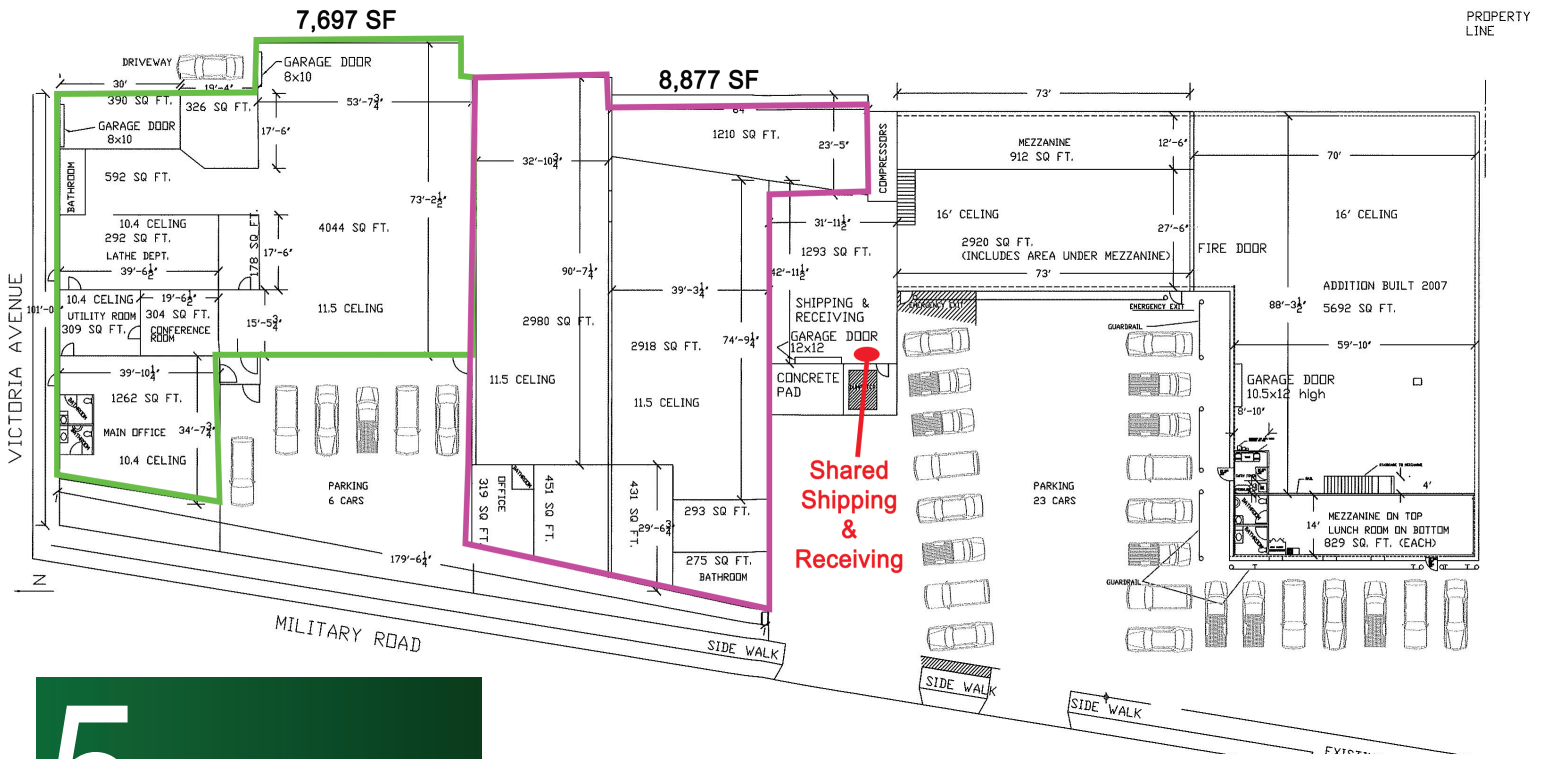 7,697 SF
PROPERTY
LINE
DRIVEWAY
GARAGE DOOR
8x10
8,877 SF
30'
19'-4"
390 SQ FT.
326 SQ FT.
53'-7 3/4"
73'
GARAGE DOOR
8x10
17'-6"
1210 SQ FT.
23'-5"
COMPRESSORS
MEZZANINE
912 SQ FT.
12'-6"
70'
32'-10 3/4"
BATHROOM
592 SQ FT.
73'-2 1/2"
10.4 CELING
292 SQ FT.
LATHE DEPT.
39'-6 1/2"
178 SQ FT.
17'-6"
4044 SQ FT.
31'-11 1/2"
1293 SQ FT.
42'-11 1/2"
16' CELING
2920 SQ FT.
(INCLUDES AREA UNDER MEZZANINE)
73'
27'-6"
16' CELING
FIRE DOOR
VICTORIA AVENUE
101'-0
10.4 CELING
UTILITY ROOM
309 SQ FT.
19'-6 1/2"
304 SQ FT.
CONFERENCE
ROOM
15'-5 3/4"
11.5 CELING
90'-7 1/4"
2980 SQ FT.
39'-3 1/4"
2918 SQ FT.
74'-9 1/4"
SHIPPING &
RECEIVING
GARAGE DOOR
12x12
EMERGENCY EXIT
EMERGENCY EXIT
GUARDRAIL
88'-3 1/2"
ADDITION BUILT 2007
5692 SQ FT.
59'-10"
39'-10 1/4"
1262 SQ FT.
BATHROOM
BATHROOM
MAIN OFFICE
34'-7 3/4"
10.4 CELING
11.5 CELING
11.5 CELING
CONCRETE
PAD
GARAGE DOOR
10.5x12 high
8'-10"
Shared
Shipping
&
Receiving
PARKING
6 CARS
319 SQ FT.
OFFICE
BATHROOM
451 SQ FT.
431 SQ FT.
29'-6 3/4"
293 SQ FT.
275 SQ FT.
BATHROOM
PARKING
23 CARS
STAIRCASE TO MEZZANINE
4'
14'
BATHROOM
BATHROOM
MEZZANINE ON TOP
LUNCH ROOM ON BOTTOM
829 SQ. FT. (EACH)
GUARDRAIL
179'-6 1/4"
N
MILITARY ROAD
SIDE WALK
SIDE WALK
SIDE WALK
5